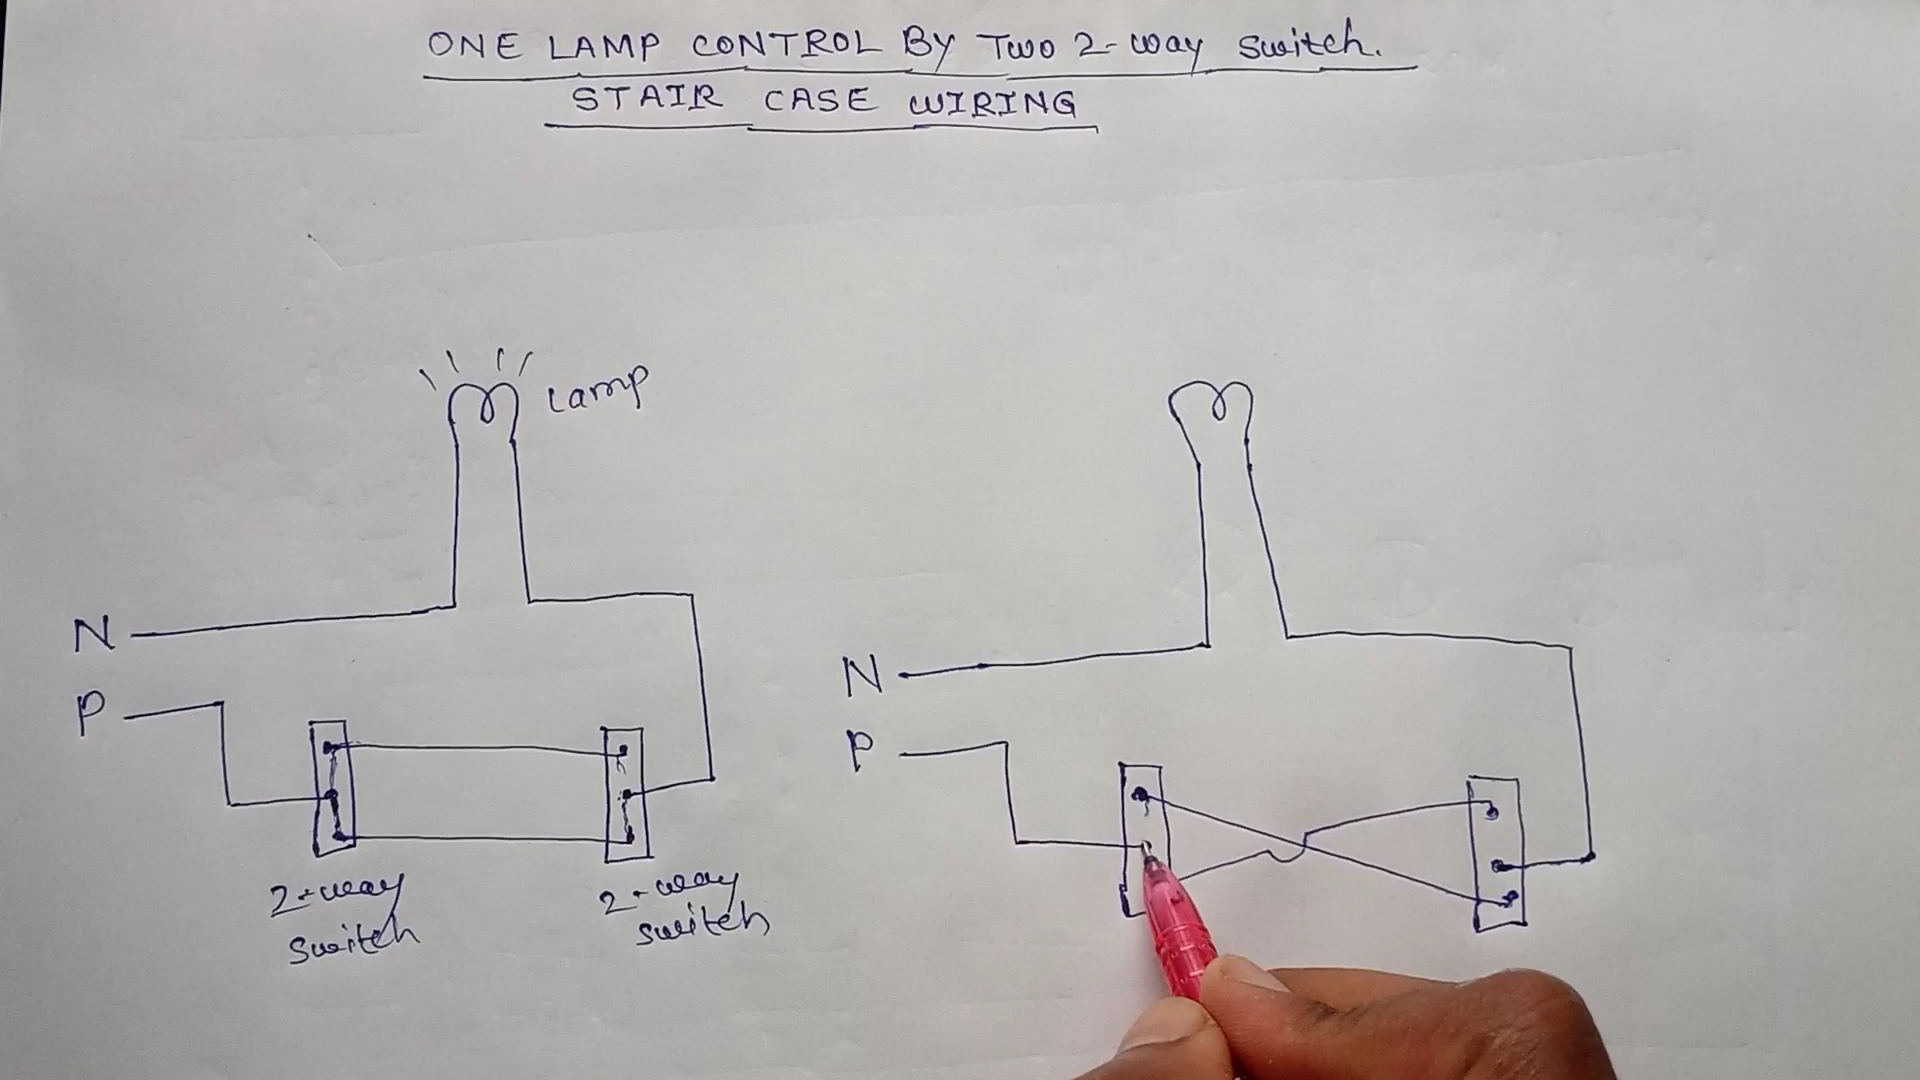 ONE LAMP CONTROL BY TWO 2-way switch.
STAIR CASE WIRING
Lamp
N
P
2-way
switch
2-way
switch
N
P